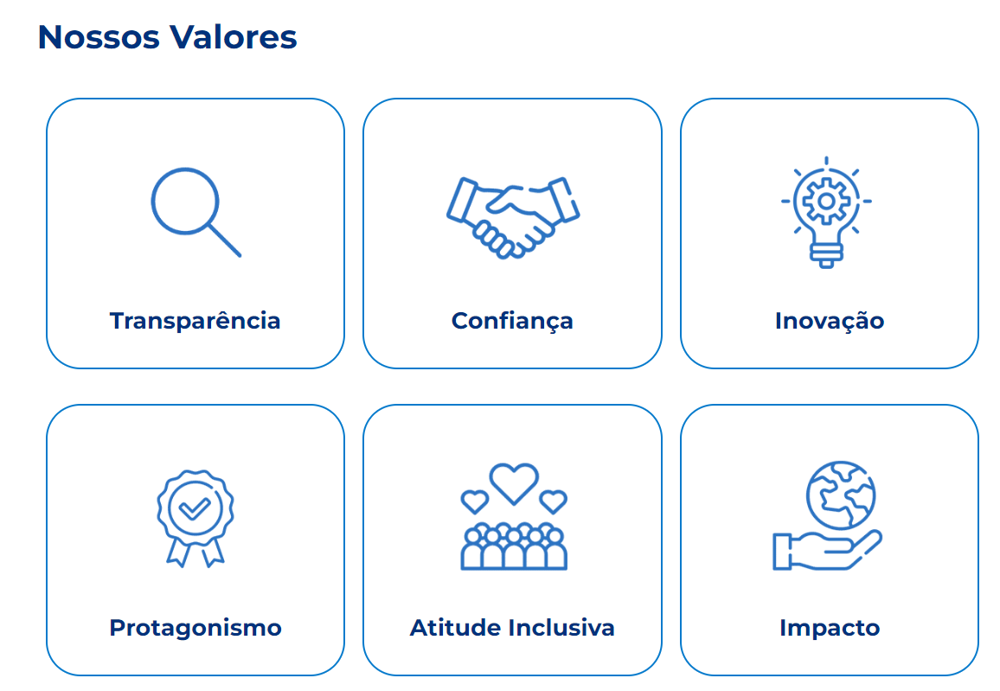 Nossos Valores
Transparência
Confiança
Inovação
Protagonismo
Atitude Inclusiva
Impacto